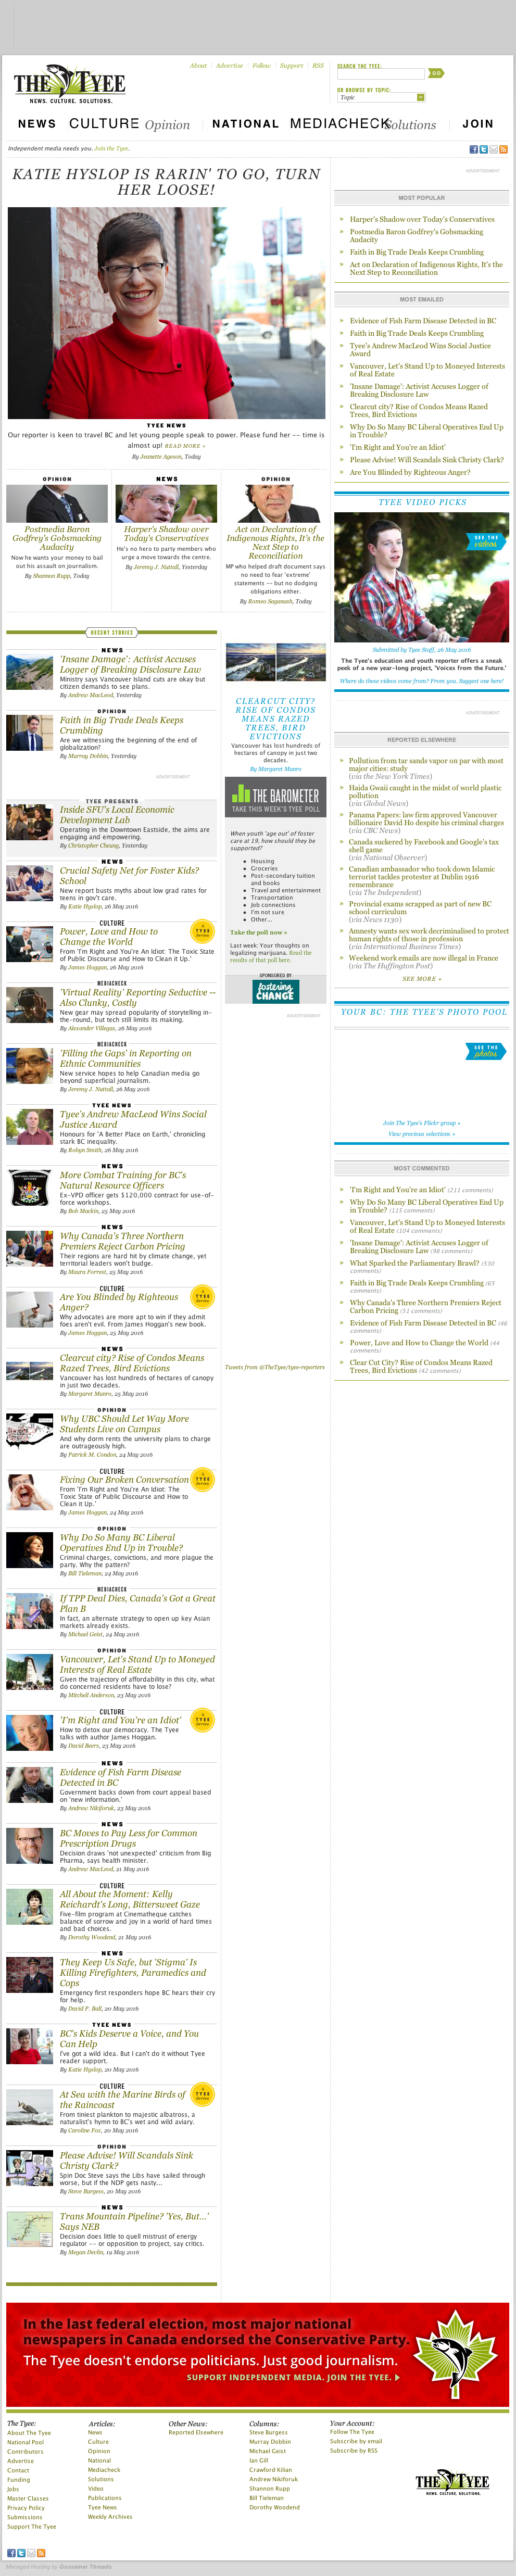 About Advertise Follow Support RSS
SEARCH THE TYEE:
GO
THE TYEE
NEWS. CULTURE. SOLUTIONS.
OR BROWSE BY TOPIC:
Topic
NEWS CULTURE Opinion NATIONAL MEDIACHECK Solutions JOIN
Independent media needs you. Join the Tyee.
KATIE HYSLOP IS RARIN' TO GO, TURN
HER LOOSE!
TYEE NEWS
Our reporter is keen to travel BC and let young people speak to power. Please help her -- time is
almost up! READ MORE »
By Jeanette Ageson, Today
OPINION
Postmedia Baron
Godfrey's Gobsmacking
Audacity
Now he wants your money to bail
out his assault on journalism.
By Shannon Rupp, Today
NEWS
Harper's Shadow over
Today's Conservatives
He's no hero to party members who
urge a move towards the centre.
By Jeremy J. Nuttall, Yesterday
OPINION
Act on Declaration of
Indigenous Rights, It's the
Next Step to
Reconciliation
MP who helped draft document says
no need to fear 'extreme'
statements -- but no dodging
obligations either.
By Romeo Saganash, Today
RECENT STORIES
NEWS
'Insane Damage': Activist Accuses
Logger of Breaking Disclosure Law
Ministry says Vancouver Island cuts are okay but
citizen demands to see plans.
By Andrew MacLeod, Yesterday
OPINION
Faith in Big Trade Deals Keeps
Crumbling
Are we witnessing the beginning of the end of
globalization?
By Murray Dobbin, Yesterday
ADVERTISEMENT
TYEE PRESENTS
Inside SFU's Local Economic
Development Lab
Operating in the Downtown Eastside, the aims are
engaging and empowering.
By Christopher Cheung, Yesterday
NEWS
Crucial Safety Net for Foster Kids?
School
New report busts myths about low grad rates for
teens in gov't care.
By Katie Hyslop, 26 May 2016
CULTURE
Power, Love and How to
Change the World
From 'I'm Right and You're An Idiot: The Toxic State
of Public Discourse and How to Clean it Up.'
By James Hoggan, 26 May 2016
A TYEE Series
MEDIACHECK
'Virtual Reality' Reporting Seductive --
Also Clunky, Costly
New gear may spread popularity of storytelling in-
the-round, but tech still limits its making.
By Alexander Villegas, 26 May 2016
MEDIACHECK
'Filling the Gaps' in Reporting on
Ethnic Communities
New service hopes to help Canadian media go
beyond superficial journalism.
By Jeremy J. Nuttall, 26 May 2016
TYEE NEWS
Tyee's Andrew MacLeod Wins Social
Justice Award
Honours for 'A Better Place on Earth,' chronicling
stark BC inequality.
By Robyn Smith, 26 May 2016
NEWS
More Combat Training for BC's
Natural Resource Officers
Ex-VPD officer gets $120,000 contract for use-of-
force workshops.
By Bob Mackin, 25 May 2016
NEWS
Why Canada's Three Northern
Premiers Reject Carbon Pricing
Their regions are hard hit by climate change, yet
territorial leaders won't budge.
By Maura Forrest, 25 May 2016
CULTURE
Are You Blinded by Righteous
Anger?
Why advocates are more apt to win if they admit
foes aren't evil. From James Hoggan's new book.
By James Hoggan, 25 May 2016
A TYEE Series
NEWS
Clearcut city? Rise of Condos Means
Razed Trees, Bird Evictions
Vancouver has lost hundreds of hectares of canopy
in just two decades.
By Margaret Munro, 25 May 2016
OPINION
Why UBC Should Let Way More
Students Live on Campus
And why dorm rents the university plans to charge
are outrageously high.
By Patrick M. Condon, 24 May 2016
CULTURE
Fixing Our Broken Conversation
From 'I'm Right and You're An Idiot: The
Toxic State of Public Discourse and How to
Clean it Up.'
By James Hoggan, 24 May 2016
A TYEE Series
OPINION
Why Do So Many BC Liberal
Operatives End Up in Trouble?
Criminal charges, convictions, and more plague the
party. Why the pattern?
By Bill Tieleman, 24 May 2016
MEDIACHECK
If TPP Deal Dies, Canada's Got a Great
Plan B
In fact, an alternate strategy to open up key Asian
markets already exists.
By Michael Geist, 24 May 2016
OPINION
Vancouver, Let's Stand Up to Moneyed
Interests of Real Estate
Given the trajectory of affordability in this city, what
do concerned residents have to lose?
By Mitchell Anderson, 23 May 2016
CULTURE
'I'm Right and You're an Idiot'
How to detox our democracy. The Tyee
talks with author James Hoggan.
By David Beers, 23 May 2016
A TYEE Series
NEWS
Evidence of Fish Farm Disease
Detected in BC
Government backs down from court appeal based
on 'new information.'
By Andrew Nikiforuk, 23 May 2016
NEWS
BC Moves to Pay Less for Common
Prescription Drugs
Decision draws 'not unexpected' criticism from Big
Pharma, says health minister.
By Andrew MacLeod, 21 May 2016
CULTURE
All About the Moment: Kelly
Reichardt's Long, Bittersweet Gaze
Five-film program at Cinematheque catches
balance of sorrow and joy in a world of hard times
and bad choices.
By Dorothy Woodend, 21 May 2016
NEWS
They Keep Us Safe, but 'Stigma' Is
Killing Firefighters, Paramedics and
Cops
Emergency first responders hope BC hears their cry
for help.
By David P. Ball, 20 May 2016
TYEE NEWS
BC's Kids Deserve a Voice, and You
Can Help
I've got a wild idea. But I can't do it without Tyee
reader support.
By Katie Hyslop, 20 May 2016
CULTURE
At Sea with the Marine Birds of
the Raincoast
From tiniest plankton to majestic albatross, a
naturalist's hymn to BC's wet and wild aviary.
By Caroline Fox, 20 May 2016
A TYEE Series
OPINION
Please Advise! Will Scandals Sink
Christy Clark?
Spin Doc Steve says the Libs have sailed through
worse, but if the NDP gets nasty...
By Steve Burgess, 20 May 2016
NEWS
Trans Mountain Pipeline? 'Yes, But...'
Says NEB
Decision does little to quell mistrust of energy
regulator -- or opposition to project, say critics.
By Megan Devlin, 19 May 2016
CLEARCUT CITY?
RISE OF CONDOS
MEANS RAZED
TREES, BIRD
EVICTIONS
Vancouver has lost hundreds of
hectares of canopy in just two
decades.
By Margaret Munro
THE BAROMETER
TAKE THIS WEEK'S TYEE POLL
When youth 'age out' of foster
care at 19, how should they be
supported?
Housing
Groceries
Post-secondary tuition
and books
Travel and entertainment
Transportation
Job connections
I'm not sure
Other...
Take the poll now »
Last week: Your thoughts on
legalizing marijuana. Read the
results of that poll here.
SPONSORED BY
fostering
CHANGE
ADVERTISEMENT
Tweets from @TheTyee/tyee-reporters
ADVERTISEMENT
MOST POPULAR
Harper's Shadow over Today's Conservatives
Postmedia Baron Godfrey's Gobsmacking
Audacity
Faith in Big Trade Deals Keeps Crumbling
Act on Declaration of Indigenous Rights, It's the
Next Step to Reconciliation
MOST EMAILED
Evidence of Fish Farm Disease Detected in BC
Faith in Big Trade Deals Keeps Crumbling
Tyee's Andrew MacLeod Wins Social Justice
Award
Vancouver, Let's Stand Up to Moneyed Interests
of Real Estate
'Insane Damage': Activist Accuses Logger of
Breaking Disclosure Law
Clearcut city? Rise of Condos Means Razed
Trees, Bird Evictions
Why Do So Many BC Liberal Operatives End Up
in Trouble?
'I'm Right and You're an Idiot'
Please Advise! Will Scandals Sink Christy Clark?
Are You Blinded by Righteous Anger?
TYEE VIDEO PICKS
SEE THE
videos
Submitted by Tyee Staff, 26 May 2016
The Tyee's education and youth reporter offers a sneak
peek of a new year-long project, 'Voices from the Future.'
Where do these videos come from? From you. Suggest one here!
ADVERTISEMENT
REPORTED ELSEWHERE
Pollution from tar sands vapor on par with most
major cities: study
(via the New York Times)
Haida Gwaii caught in the midst of world plastic
pollution
(via Global News)
Panama Papers: law firm approved Vancouver
billionaire David Ho despite his criminal charges
(via CBC News)
Canada suckered by Facebook and Google's tax
shell game
(via National Observer)
Canadian ambassador who took down Islamic
terrorist tackles protester at Dublin 1916
remembrance
(via The Independent)
Provincial exams scrapped as part of new BC
school curriculum
(via News 1130)
Amnesty wants sex work decriminalised to protect
human rights of those in profession
(via International Business Times)
Weekend work emails are now illegal in France
(via The Huffington Post)
SEE MORE »
YOUR BC: THE TYEE'S PHOTO POOL
SEE THE
photos
Join The Tyee's Flickr group »
View previous selections »
MOST COMMENTED
'I'm Right and You're an Idiot' (211 comments)
Why Do So Many BC Liberal Operatives End Up
in Trouble? (115 comments)
Vancouver, Let's Stand Up to Moneyed Interests
of Real Estate (104 comments)
'Insane Damage': Activist Accuses Logger of
Breaking Disclosure Law (98 comments)
What Sparked the Parliamentary Brawl? (530
comments)
Faith in Big Trade Deals Keeps Crumbling (65
comments)
Why Canada's Three Northern Premiers Reject
Carbon Pricing (51 comments)
Evidence of Fish Farm Disease Detected in BC (46
comments)
Power, Love and How to Change the World (44
comments)
Clear Cut City? Rise of Condos Means Razed
Trees, Bird Evictions (42 comments)
In the last federal election, most major national
newspapers in Canada endorsed the Conservative Party.
The Tyee doesn't endorse politicians. Just good journalism.
SUPPORT INDEPENDENT MEDIA. JOIN THE TYEE.
The Tyee:
About The Tyee
National Pool
Contributors
Advertise
Contact
Funding
Jobs
Master Classes
Privacy Policy
Submissions
Support The Tyee
Articles:
News
Culture
Opinion
National
Mediacheck
Solutions
Video
Publications
Tyee News
Weekly Archives
Other News:
Reported Elsewhere
Columns:
Steve Burgess
Murray Dobbin
Michael Geist
Ian Gill
Crawford Kilian
Andrew Nikiforuk
Shannon Rupp
Bill Tieleman
Dorothy Woodend
Your Account:
Follow The Tyee
Subscribe by email
Subscribe by RSS
THE TYEE
NEWS. CULTURE. SOLUTIONS.
Managed Hosting by Gossamer Threads